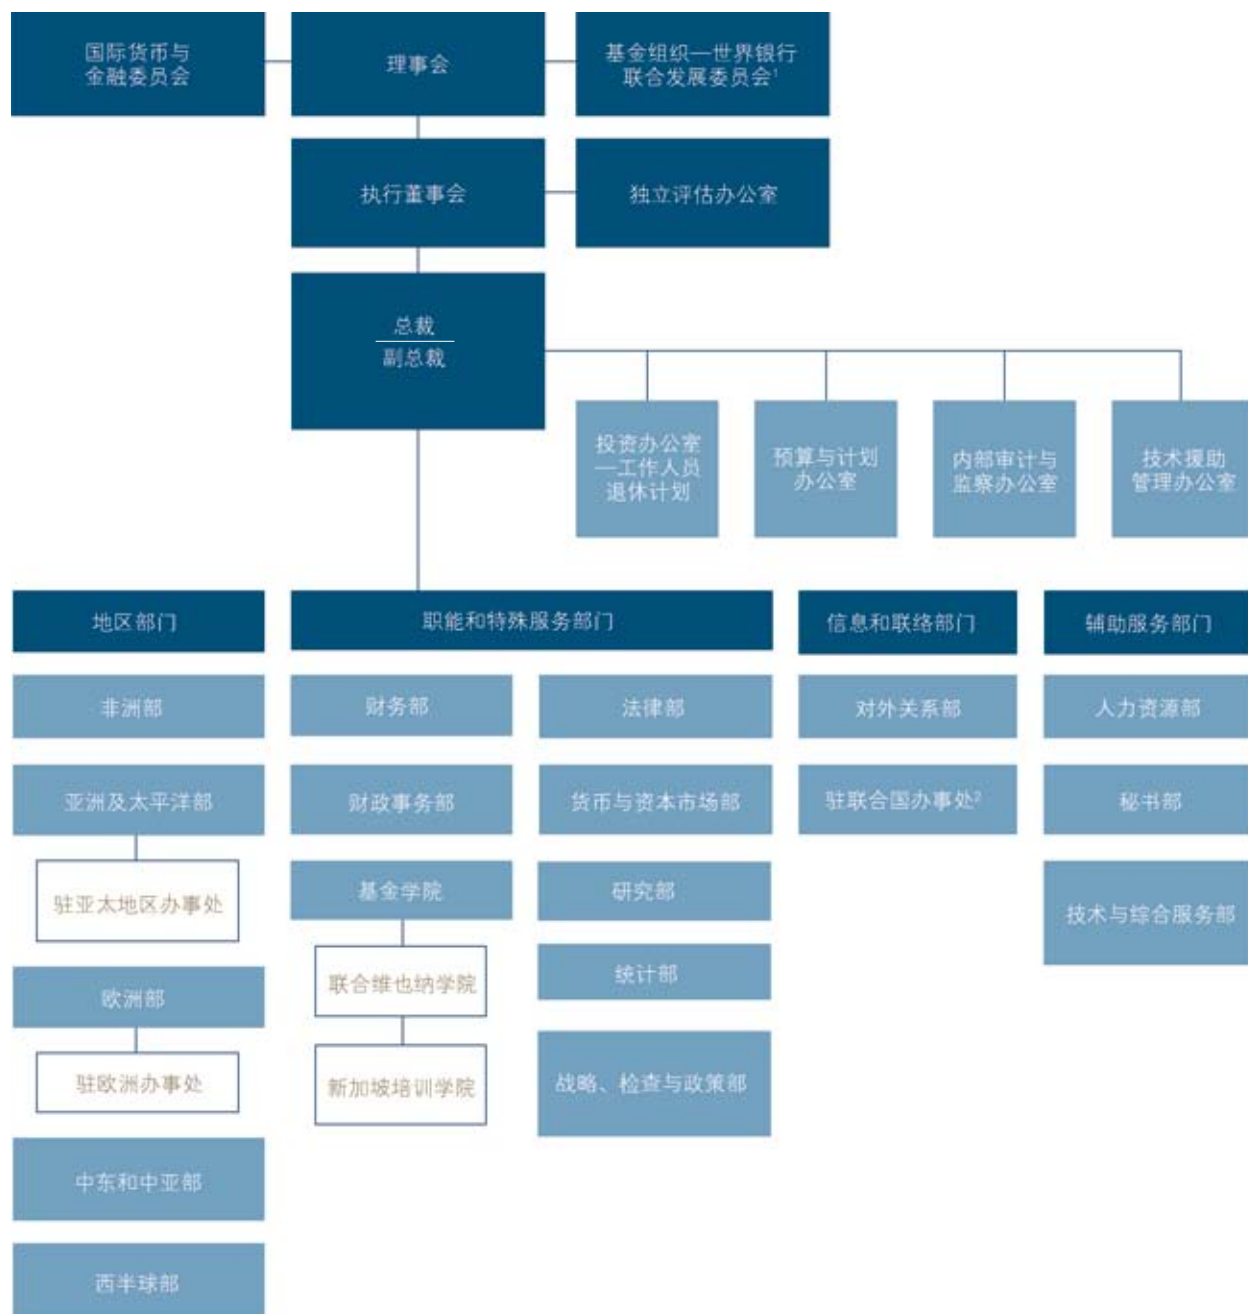 国际货币与
金融委员会
理事会
基金组织—世界银行
联合发展委员会¹
执行董事会
独立评估办公室
总裁
副总裁
投资办公室
—工作人员
退休计划
预算与计划
办公室
内部审计与
监察办公室
技术援助
管理办公室
地区部门
职能和特殊服务部门
信息和联络部门
辅助服务部门
非洲部
财务部
法律部
对外关系部
人力资源部
亚洲及太平洋部
财政事务部
货币与资本市场部
驻联合国办事处²
秘书部
驻亚太地区办事处
基金学院
研究部
技术与综合服务部
欧洲部
联合维也纳学院
统计部
驻欧洲办事处
新加坡培训学院
战略、检查与政策部
中东和中亚部
西半球部